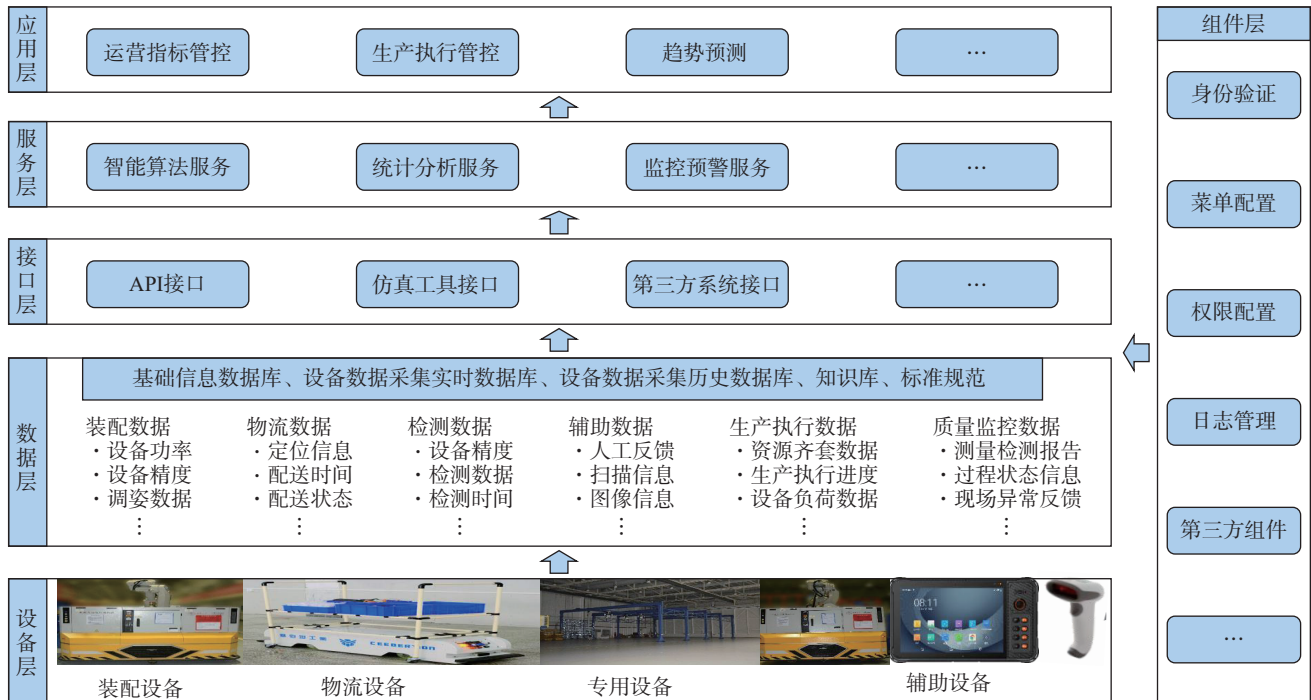 应用层
运营指标管控
生产执行管控
趋势预测
…
服务层
智能算法服务
统计分析服务
监控预警服务
…
接口层
API接口
仿真工具接口
第三方系统接口
…
数据层
基础信息数据库、设备数据采集实时数据库、设备数据采集历史数据库、知识库、标准规范
装配数据
·设备功率
·设备精度
·调姿数据
⋮
物流数据
·定位信息
·配送时间
·配送状态
⋮
检测数据
·设备精度
·检测数据
·检测时间
⋮
辅助数据
·人工反馈
·扫描信息
·图像信息
⋮
生产执行数据
·资源齐套数据
·生产执行进度
·设备负荷数据
⋮
质量监控数据
·测量检测报告
·过程状态信息
·现场异常反馈
⋮
设备层
08:11
装配设备
物流设备
专用设备
辅助设备
组件层
身份验证
菜单配置
权限配置
日志管理
第三方组件
…